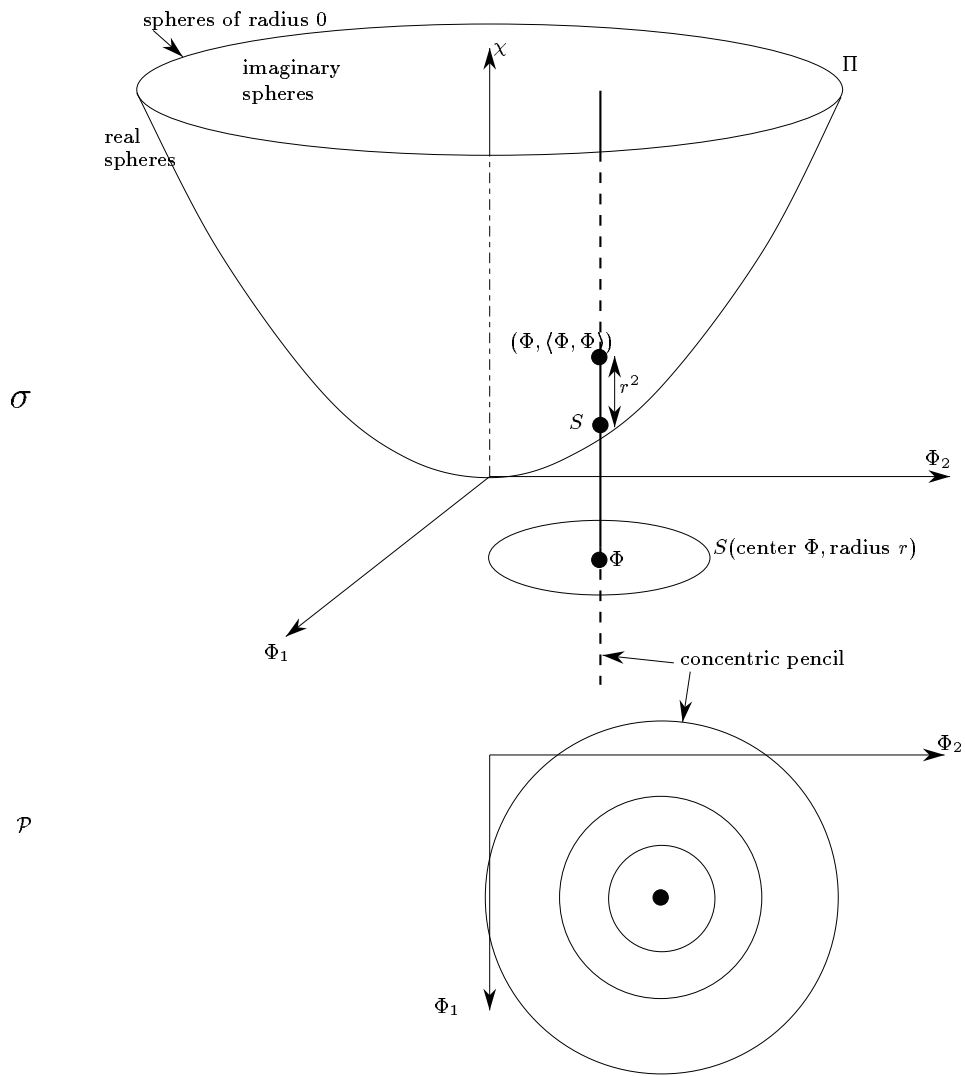 spheres of radius 0
χ
imaginary
spheres
Π
real
spheres
(Φ, ⟨Φ, Φ⟩)
r²
σ
S
Φ₂
S(center Φ, radius r)
Φ
Φ₁
concentric pencil
Φ₂
𝒫
Φ₁